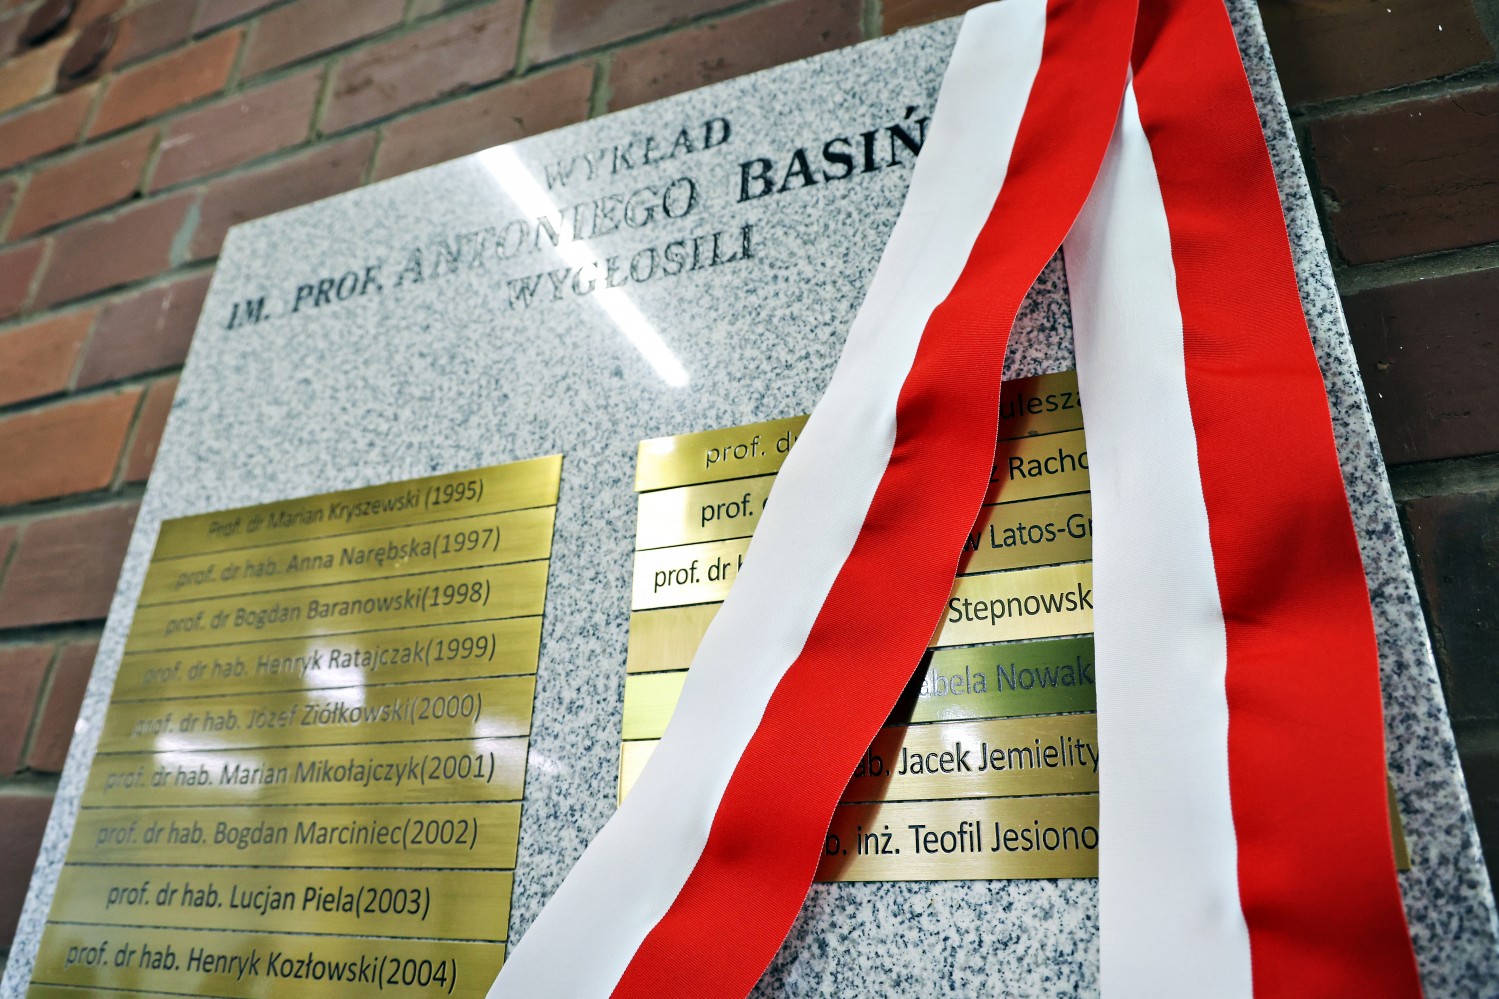 WYKŁAD
IM. PROF. ANTONIEGO BASIŃ
WYGŁOSILI
Prof. dr Marian Kryszewski (1995)
prof. dr hab. Anna Narębska(1997)
prof. dr Bogdan Baranowski(1998)
prof. dr hab. Henryk Ratajczak(1999)
prof. dr hab. Józef Ziółkowski(2000)
prof. dr hab. Marian Mikołajczyk(2001)
prof. dr hab. Bogdan Marciniec(2002)
prof. dr hab. Lucjan Piela(2003)
prof. dr hab. Henryk Kozłowski(2004)
prof. d ulesza
prof. z Racho
prof. dr h w Latos-Gr
Stepnowsk
abela Nowak
ab. Jacek Jemielity
b. inż. Teofil Jesiono